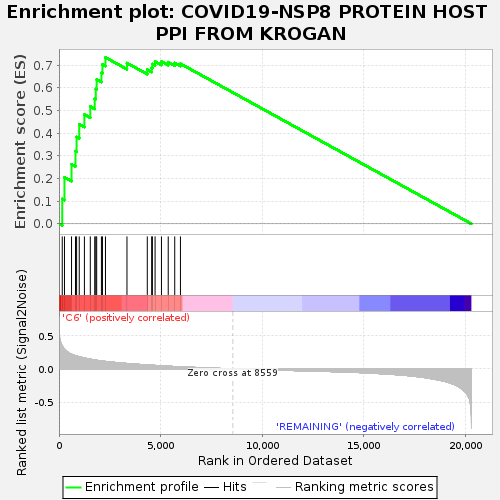 Enrichment plot: COVID19-NSP8 PROTEIN HOST
PPI FROM KROGAN
Enrichment score (ES)
0.7
0.6
0.5
0.4
0.3
0.2
0.1
0.0
'C6' (positively correlated)
Ranked list metric (Signal2Noise)
0.5
0.0
-0.5
Zero cross at 8559
'REMAINING' (negatively correlated)
0 5,000 10,000 15,000 20,000
Rank in Ordered Dataset
Enrichment profile Hits Ranking metric scores